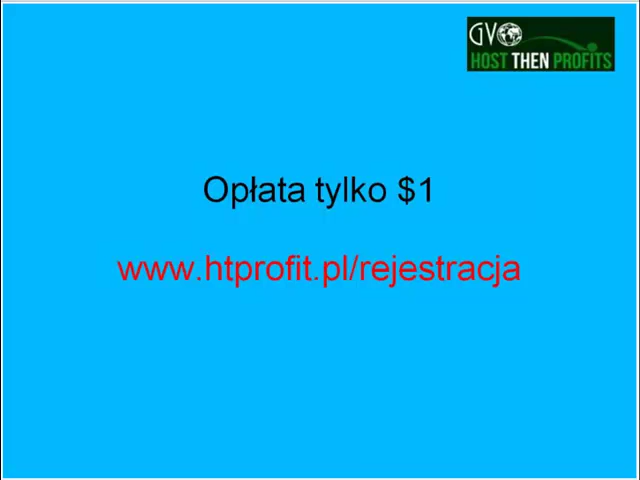 GVO
HOST THEN PROFITS
Opłata tylko $1
www.htprofit.pl/rejestracja